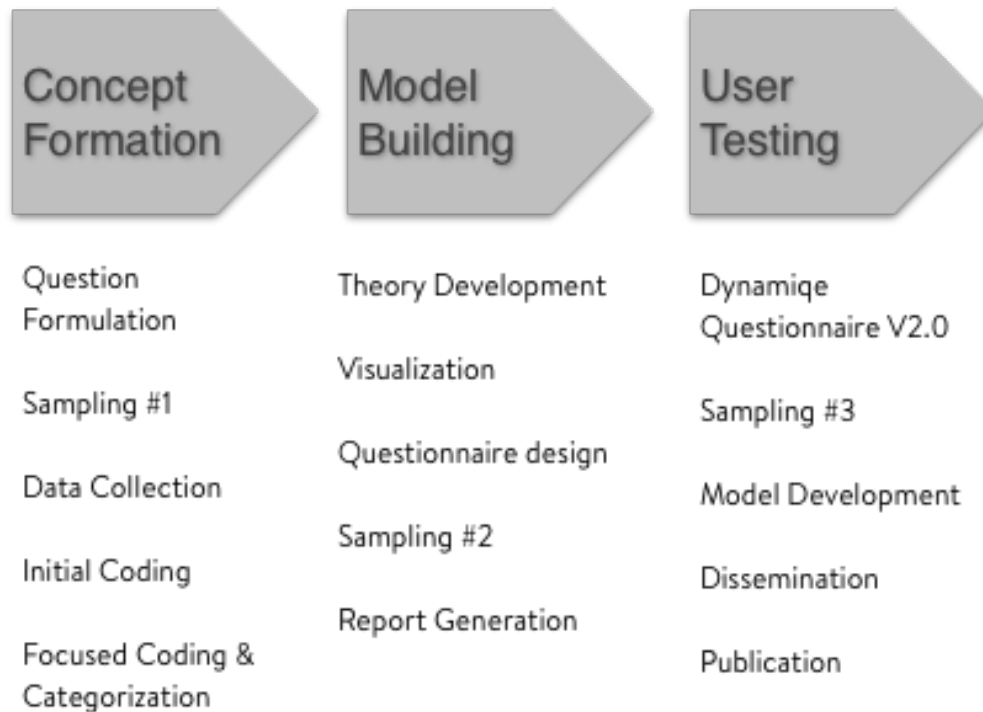 Concept
Formation
Model
Building
User
Testing
Question
Formulation
Sampling #1
Data Collection
Initial Coding
Focused Coding &
Categorization
Theory Development
Visualization
Questionnaire design
Sampling #2
Report Generation
Dynamiqe
Questionnaire V2.0
Sampling #3
Model Development
Dissemination
Publication